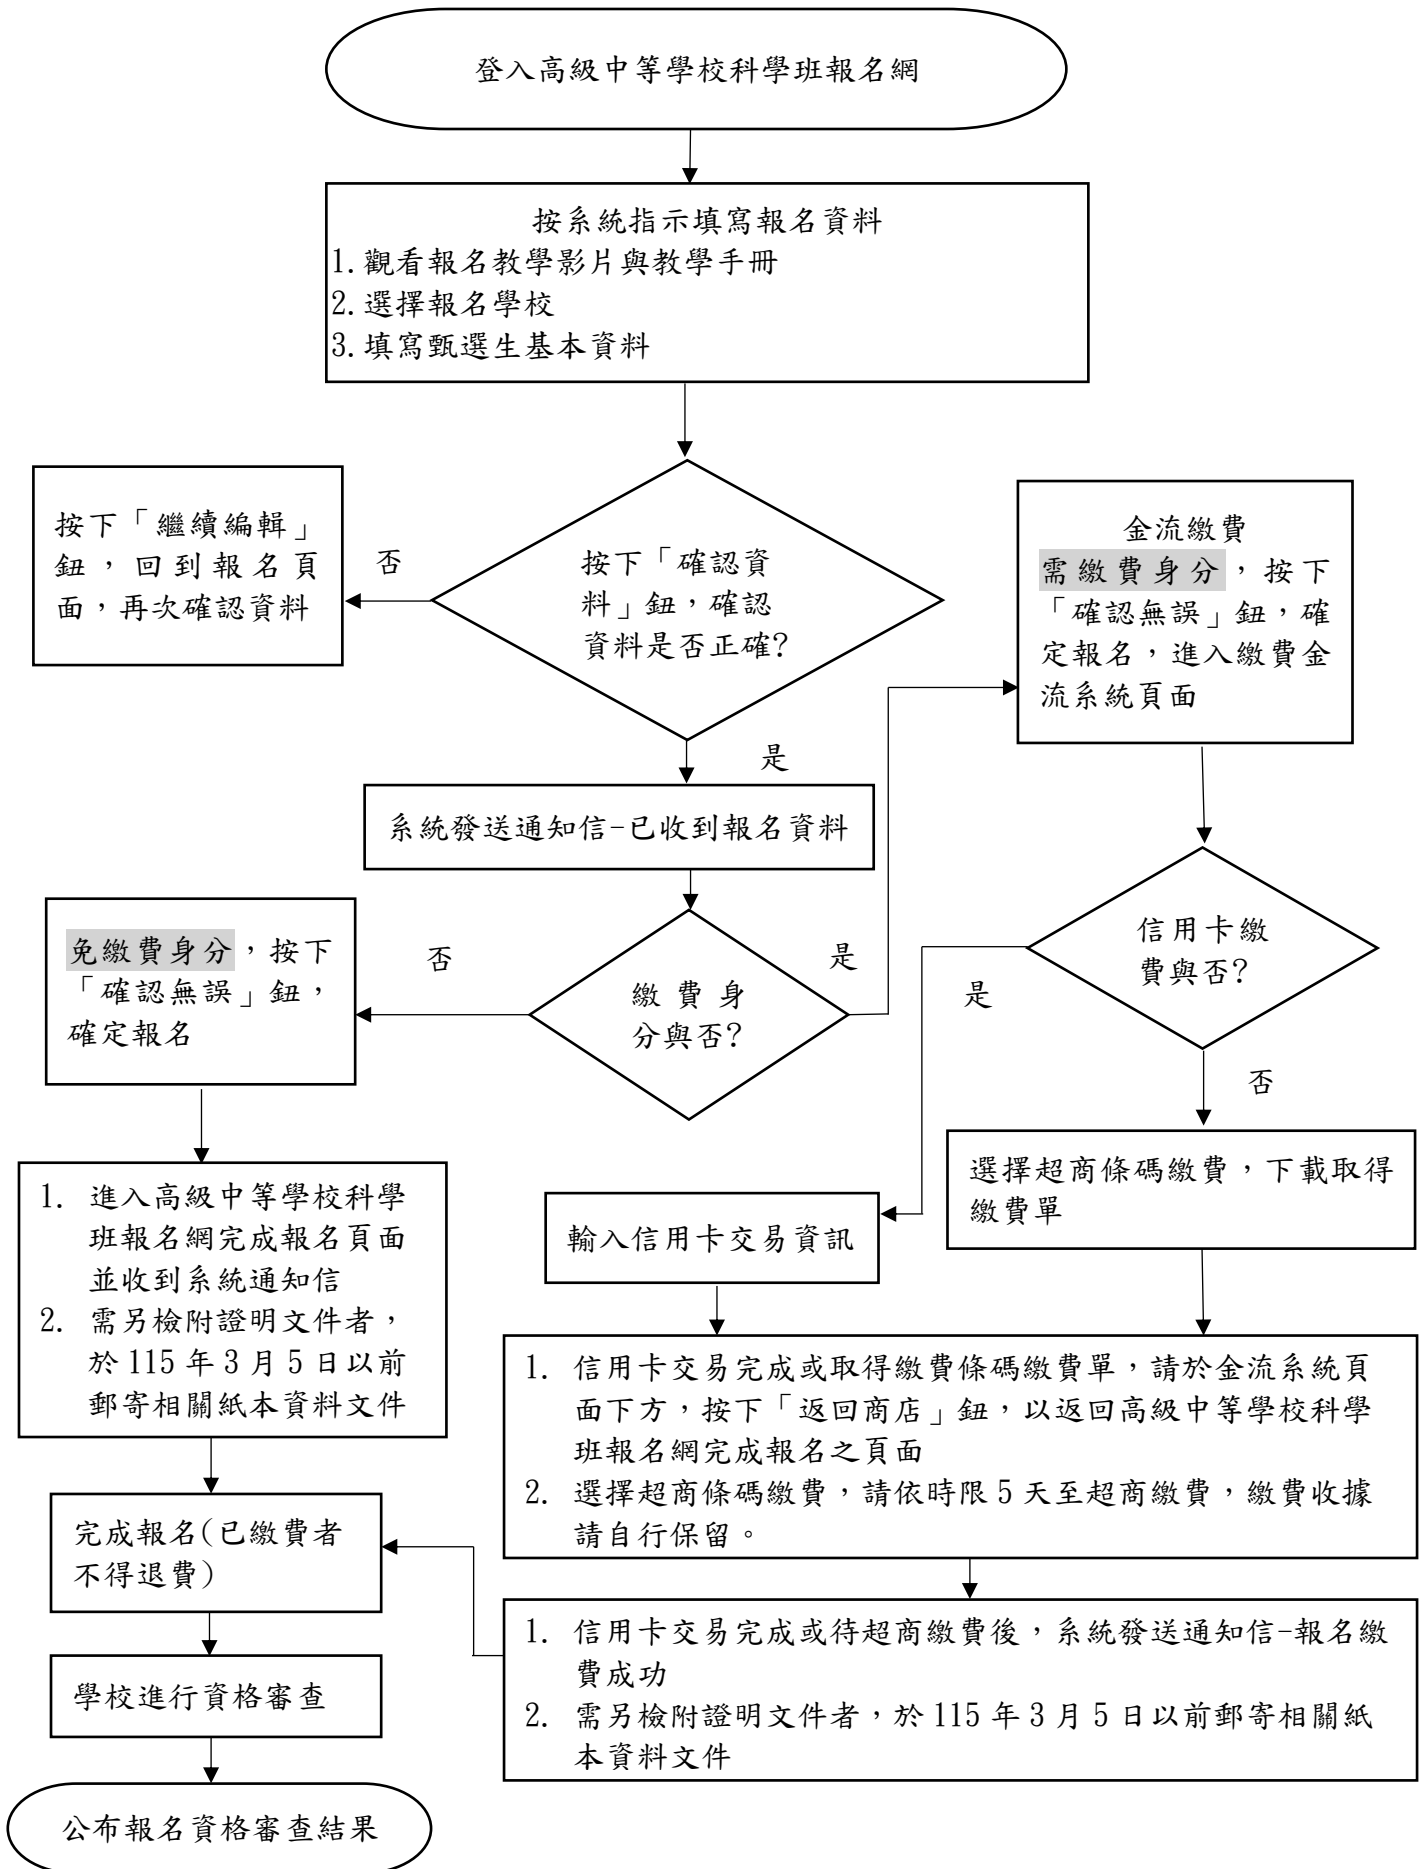 登入高級中等學校科學班報名網
按系統指示填寫報名資料
1.觀看報名教學影片與教學手冊
2.選擇報名學校
3.填寫甄選生基本資料
按下「確認資
料」鈕，確認
資料是否正確?
否
按下「繼續編輯」
鈕，回到報名頁
面，再次確認資料
是
系統發送通知信-已收到報名資料
繳費身
分與否?
否
免繳費身分，按下
「確認無誤」鈕，
確定報名
是
金流繳費
需繳費身分，按下
「確認無誤」鈕，確
定報名，進入繳費金
流系統頁面
信用卡繳
費與否?
是
否
輸入信用卡交易資訊
選擇超商條碼繳費，下載取得
繳費單
1. 進入高級中等學校科學
班報名網完成報名頁面
並收到系統通知信
2. 需另檢附證明文件者，
於115年3月5日以前
郵寄相關紙本資料文件
1. 信用卡交易完成或取得繳費條碼繳費單，請於金流系統頁
面下方，按下「返回商店」鈕，以返回高級中等學校科學
班報名網完成報名之頁面
2. 選擇超商條碼繳費，請依時限5天至超商繳費，繳費收據
請自行保留。
1. 信用卡交易完成或待超商繳費後，系統發送通知信-報名繳
費成功
2. 需另檢附證明文件者，於115年3月5日以前郵寄相關紙
本資料文件
完成報名(已繳費者
不得退費)
學校進行資格審查
公布報名資格審查結果